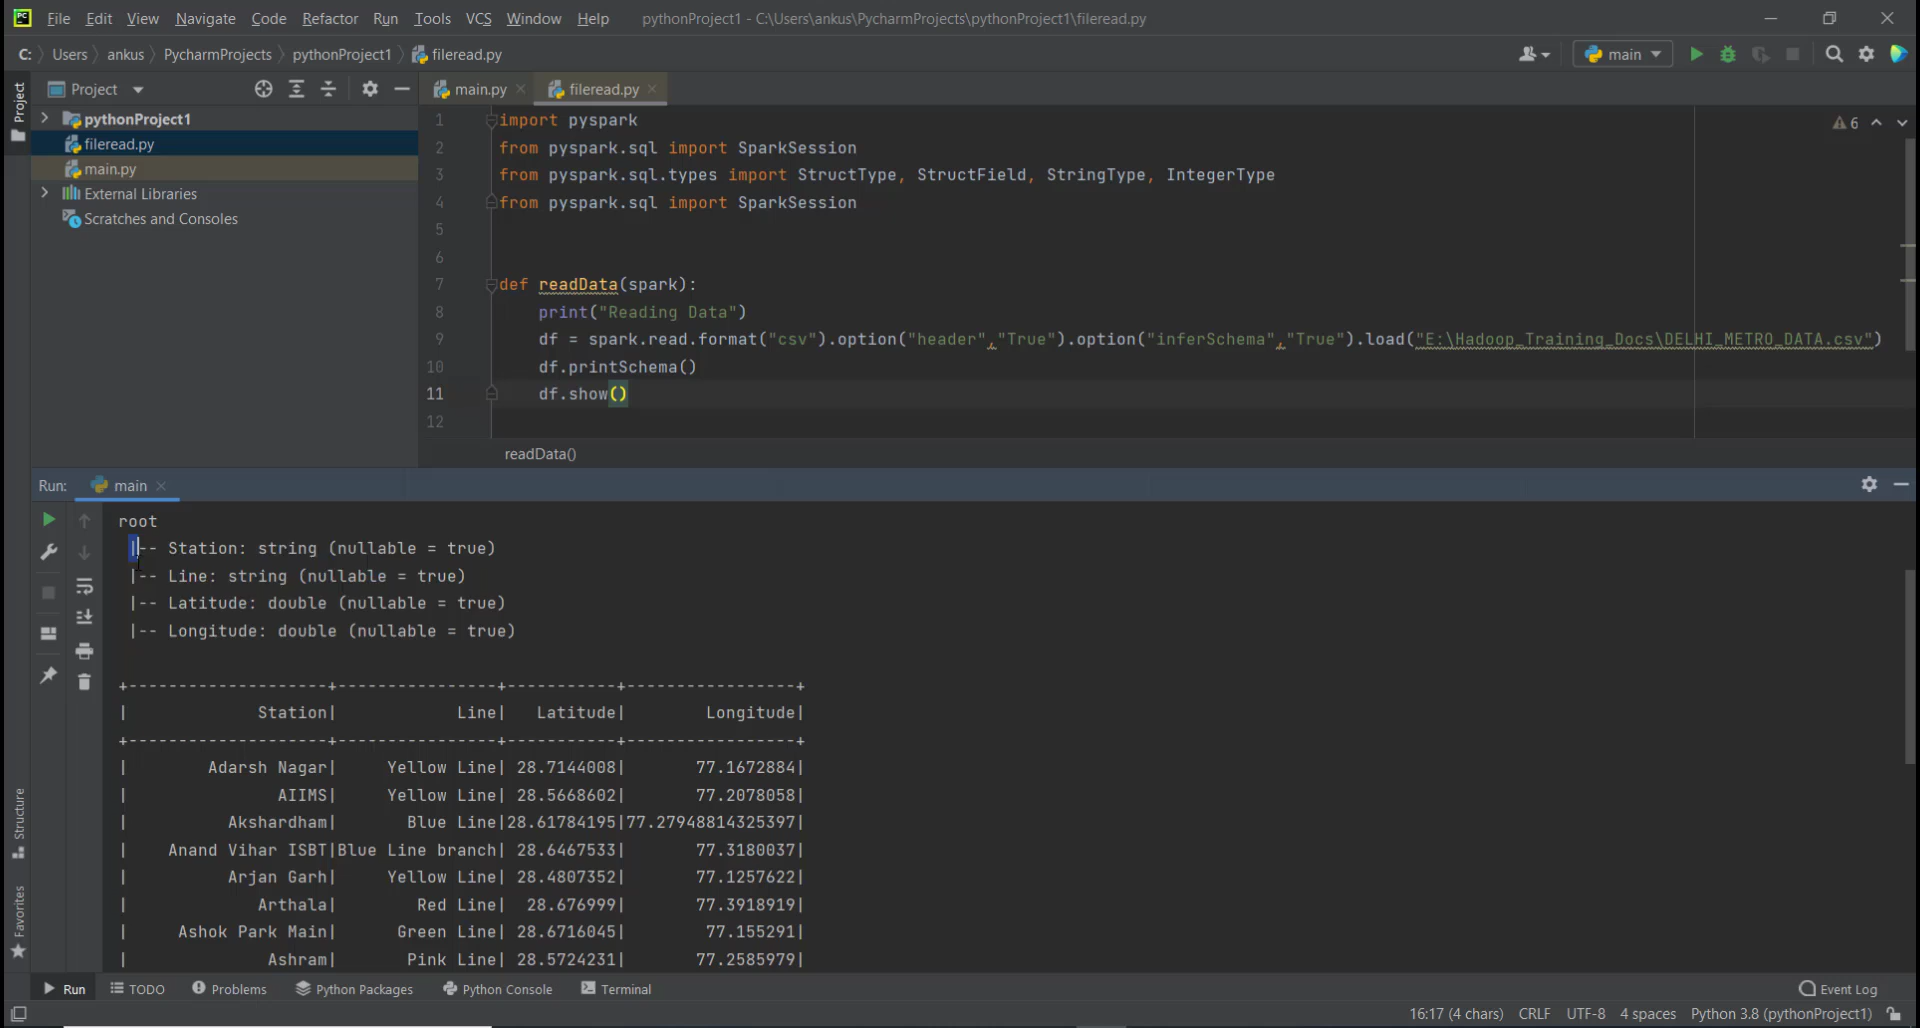 File Edit View Navigate Code Refactor Run Tools VCS Window Help pythonProject1 - C:\Users\ankus\PycharmProjects\pythonProject1\fileread.py
C: Users ankus PycharmProjects pythonProject1 fileread.py main
Project Project main.py fileread.py
pythonProject1
fileread.py
main.py
External Libraries
Scratches and Consoles
6
1 import pyspark
2 from pyspark.sql import SparkSession
3 from pyspark.sql.types import StructType, StructField, StringType, IntegerType
4 from pyspark.sql import SparkSession
5
6
7 def readData(spark):
8 print("Reading Data")
9 df = spark.read.format("csv").option("header","True").option("inferSchema","True").load("E:\Hadoop_Training_Docs\DELHI_METRO_DATA.csv")
10 df.printSchema()
11 df.show()
12
readData()
Run: main
root
|-- Station: string (nullable = true)
|-- Line: string (nullable = true)
|-- Latitude: double (nullable = true)
|-- Longitude: double (nullable = true)
+--------------------+----------------+-----------+-----------------+
|             Station|            Line|   Latitude|        Longitude|
+--------------------+----------------+-----------+-----------------+
|        Adarsh Nagar|     Yellow Line| 28.7144008|       77.1672884|
|               AIIMS|     Yellow Line| 28.5668602|       77.2078058|
|          Akshardham|       Blue Line|28.61784195|77.27948814325397|
|    Anand Vihar ISBT|Blue Line branch| 28.6467533|       77.3180037|
|          Arjan Garh|     Yellow Line| 28.4807352|       77.1257622|
|             Arthala|        Red Line|  28.676999|       77.3918919|
|     Ashok Park Main|      Green Line| 28.6716045|        77.155291|
|              Ashram|       Pink Line| 28.5724231|       77.2585979|
Structure
Favorites
Run TODO Problems Python Packages Python Console Terminal Event Log
16:17 (4 chars) CRLF UTF-8 4 spaces Python 3.8 (pythonProject1)